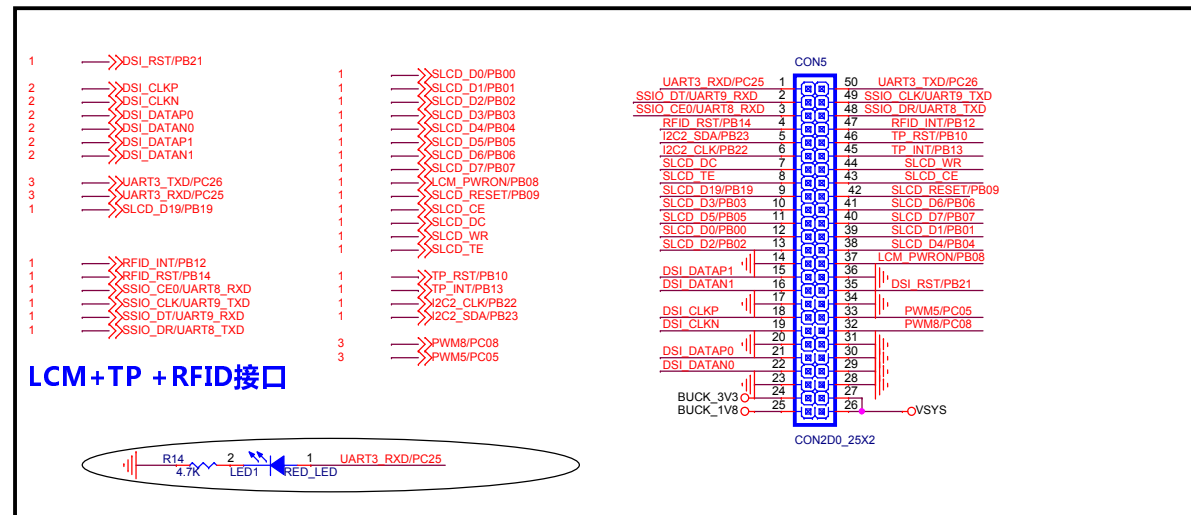 1 DSI_RST/PB21
2 DSI_CLKP
2 DSI_CLKN
2 DSI_DATAP0
2 DSI_DATAN0
2 DSI_DATAP1
2 DSI_DATAN1
3 UART3_TXD/PC26
3 UART3_RXD/PC25
1 SLCD_D19/PB19
1 RFID_INT/PB12
1 RFID_RST/PB14
1 SSIO_CE0/UART8_RXD
1 SSIO_CLK/UART9_TXD
1 SSIO_DT/UART9_RXD
1 SSIO_DR/UART8_TXD
1 SLCD_D0/PB00
1 SLCD_D1/PB01
1 SLCD_D2/PB02
1 SLCD_D3/PB03
1 SLCD_D4/PB04
1 SLCD_D5/PB05
1 SLCD_D6/PB06
1 SLCD_D7/PB07
1 LCM_PWRON/PB08
1 SLCD_RESET/PB09
1 SLCD_CE
1 SLCD_DC
1 SLCD_WR
1 SLCD_TE
1 TP_RST/PB10
1 TP_INT/PB13
1 I2C2_CLK/PB22
1 I2C2_SDA/PB23
3 PWM8/PC08
3 PWM5/PC05
LCM+TP +RFID接口
R14 2 1 UART3_RXD/PC25
4.7K LED1 RED_LED
CON5
UART3_RXD/PC25 1 50 UART3_TXD/PC26
SSIO_DT/UART9_RXD 2 49 SSIO_CLK/UART9_TXD
SSIO_CE0/UART8_RXD 3 48 SSIO_DR/UART8_TXD
RFID_RST/PB14 4 47 RFID_INT/PB12
I2C2_SDA/PB23 5 46 TP_RST/PB10
I2C2_CLK/PB22 6 45 TP_INT/PB13
SLCD_DC 7 44 SLCD_WR
SLCD_TE 8 43 SLCD_CE
SLCD_D19/PB19 9 42 SLCD_RESET/PB09
SLCD_D3/PB03 10 41 SLCD_D6/PB06
SLCD_D5/PB05 11 40 SLCD_D7/PB07
SLCD_D0/PB00 12 39 SLCD_D1/PB01
SLCD_D2/PB02 13 38 SLCD_D4/PB04
14 37 LCM_PWRON/PB08
DSI_DATAP1 15 36
DSI_DATAN1 16 35 DSI_RST/PB21
17 34
DSI_CLKP 18 33 PWM5/PC05
DSI_CLKN 19 32 PWM8/PC08
20 31
DSI_DATAP0 21 30
DSI_DATAN0 22 29
23 28
BUCK_3V3 24 27
BUCK_1V8 25 26 VSYS
CON2D0_25X2